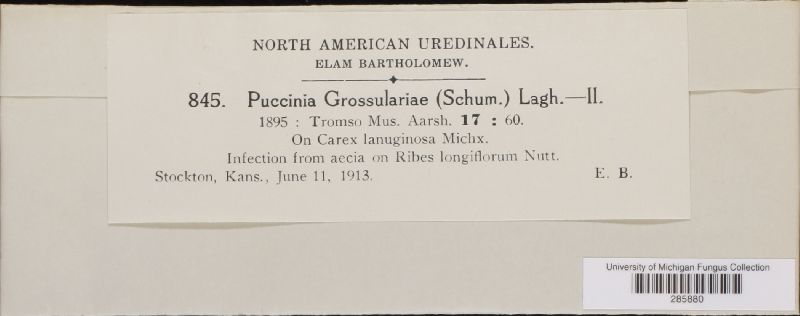 NORTH AMERICAN UREDINALES.
ELAM BARTHOLOMEW.
845. Puccinia Grossulariae (Schum.) Lagh.—II.
1895 : Tromso Mus. Aarsh. 17 : 60.
On Carex lanuginosa Michx.
Infection from aecia on Ribes longiflorum Nutt.
Stockton, Kans., June 11, 1913. E. B.
University of Michigan Fungus Collection
285880